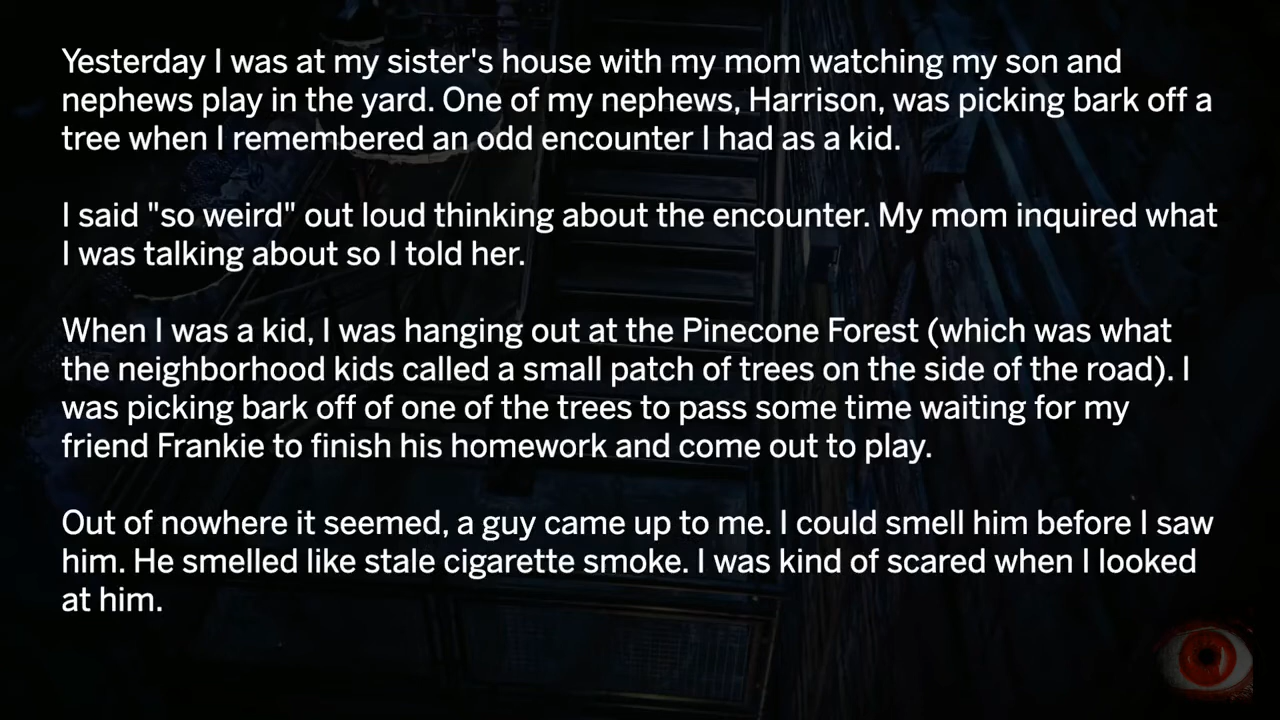 Yesterday I was at my sister's house with my mom watching my son and
nephews play in the yard. One of my nephews, Harrison, was picking bark off a
tree when I remembered an odd encounter I had as a kid.
I said "so weird" out loud thinking about the encounter. My mom inquired what
I was talking about so I told her.
When I was a kid, I was hanging out at the Pinecone Forest (which was what
the neighborhood kids called a small patch of trees on the side of the road). I
was picking bark off of one of the trees to pass some time waiting for my
friend Frankie to finish his homework and come out to play.
Out of nowhere it seemed, a guy came up to me. I could smell him before I saw
him. He smelled like stale cigarette smoke. I was kind of scared when I looked
at him.